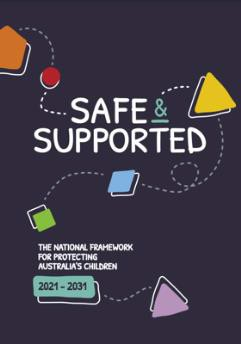 SAFE &
SUPPORTED
THE NATIONAL FRAMEWORK
FOR PROTECTING
AUSTRALIA'S CHILDREN
2021 – 2031